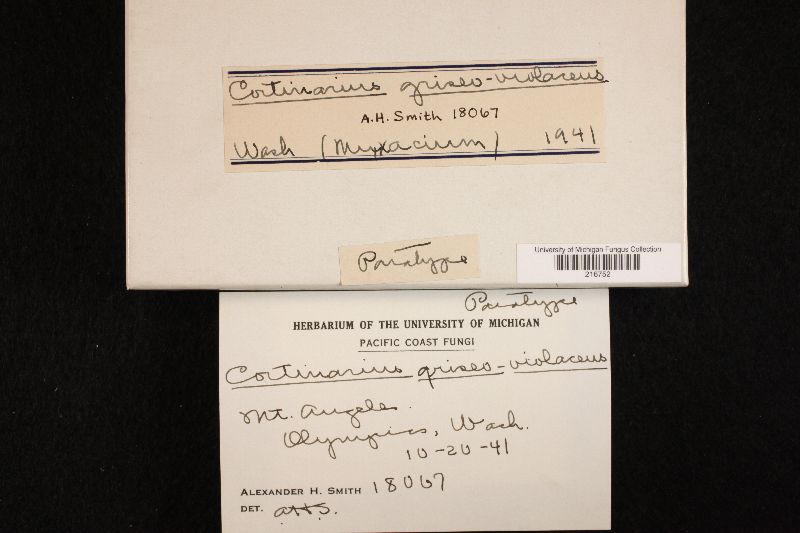 Cortinarius griseo-violaceus
A.H. Smith 18067
Wash (Myxacium) 1941
Paratype
University of Michigan Fungus Collection
216752
Paratype
HERBARIUM OF THE UNIVERSITY OF MICHIGAN
PACIFIC COAST FUNGI
Cortinarius griseo-violaceus
Mt. Angeles.
Olympics, Wash.
10-20-41
ALEXANDER H. SMITH 18067
DET. AHS.